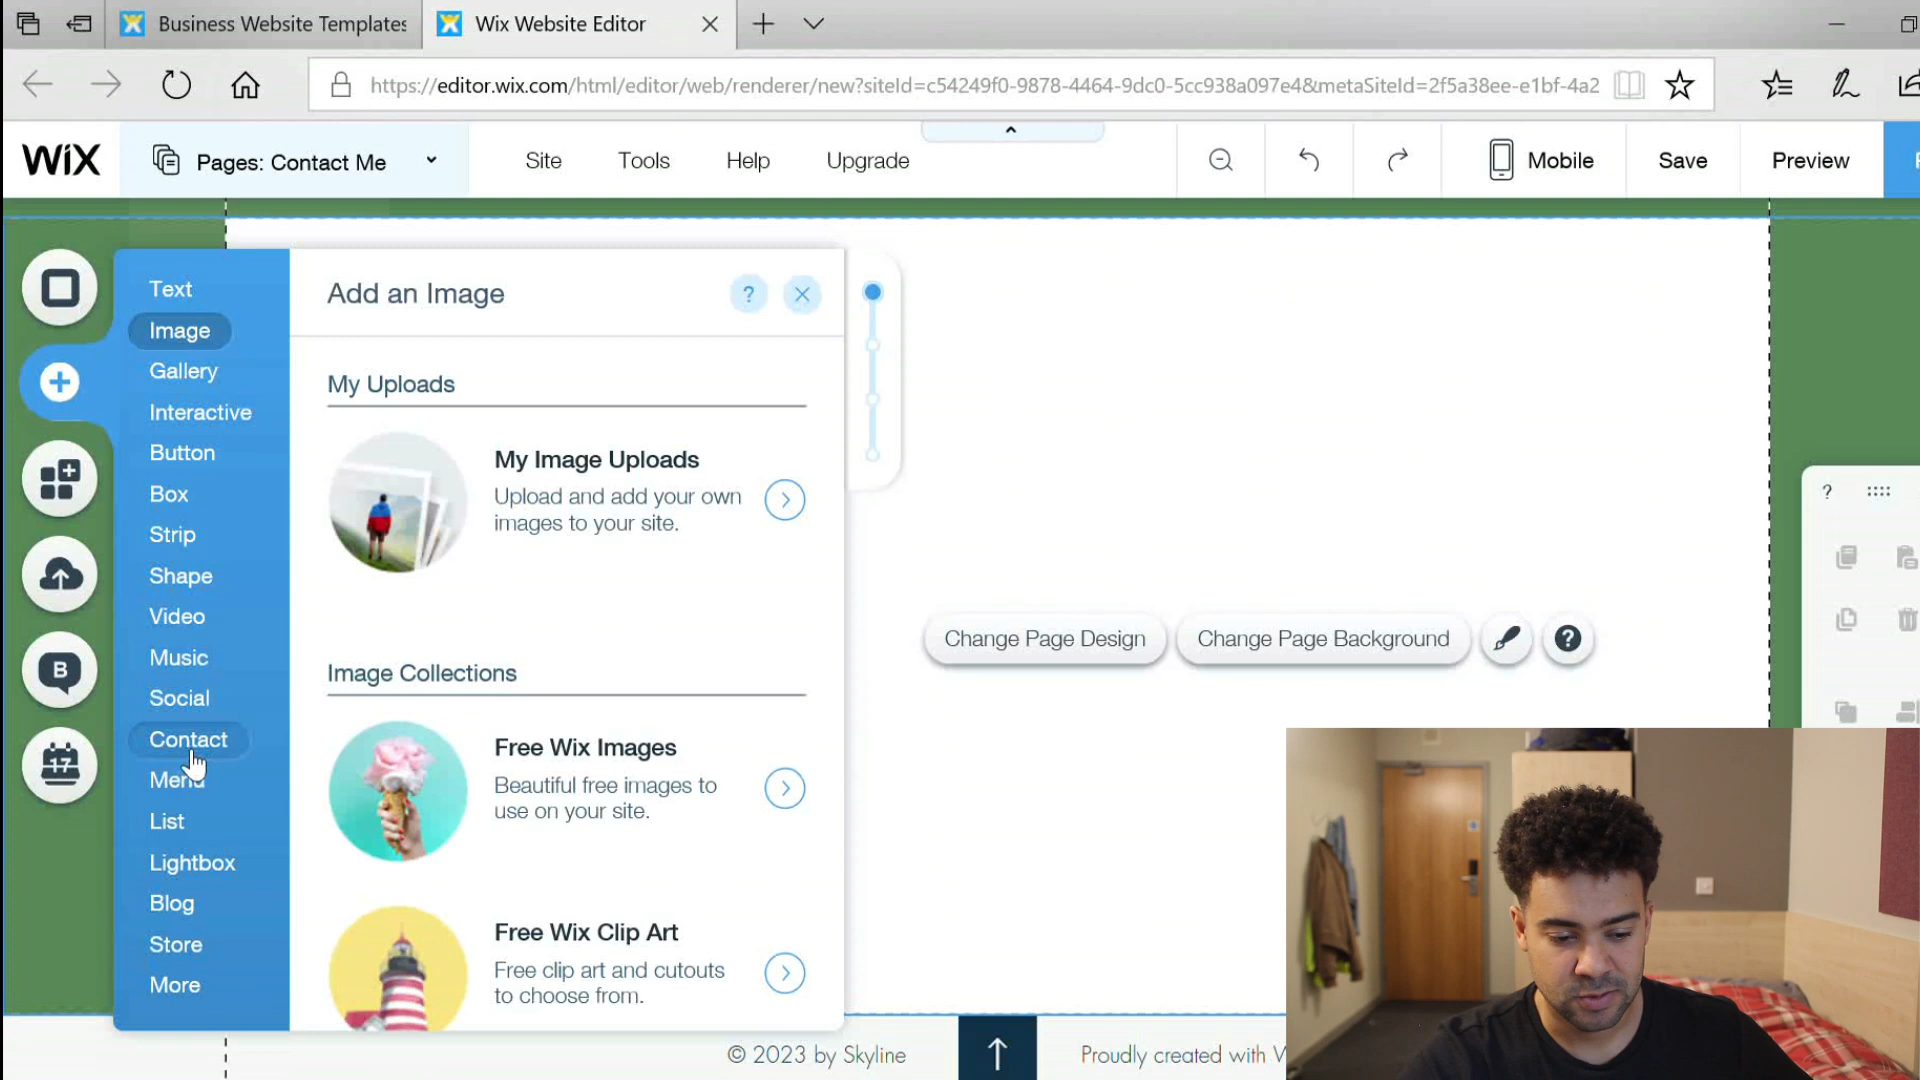 Business Website Templates
Wix Website Editor
https://editor.wix.com/html/editor/web/renderer/new?siteId=c54249f0-9878-4464-9dc0-5cc938a097e4&metaSiteId=2f5a38ee-e1bf-4a2
WiX
Pages: Contact Me
Site
Tools
Help
Upgrade
Mobile
Save
Preview
Text
Image
Gallery
Interactive
Button
Box
Strip
Shape
Video
Music
Social
Contact
Menu
List
Lightbox
Blog
Store
More
B
17
Add an Image
?
My Uploads
My Image Uploads
Upload and add your own
images to your site.
Image Collections
Free Wix Images
Beautiful free images to
use on your site.
Free Wix Clip Art
Free clip art and cutouts
to choose from.
Change Page Design
Change Page Background
?
?
© 2023 by Skyline
Proudly created with